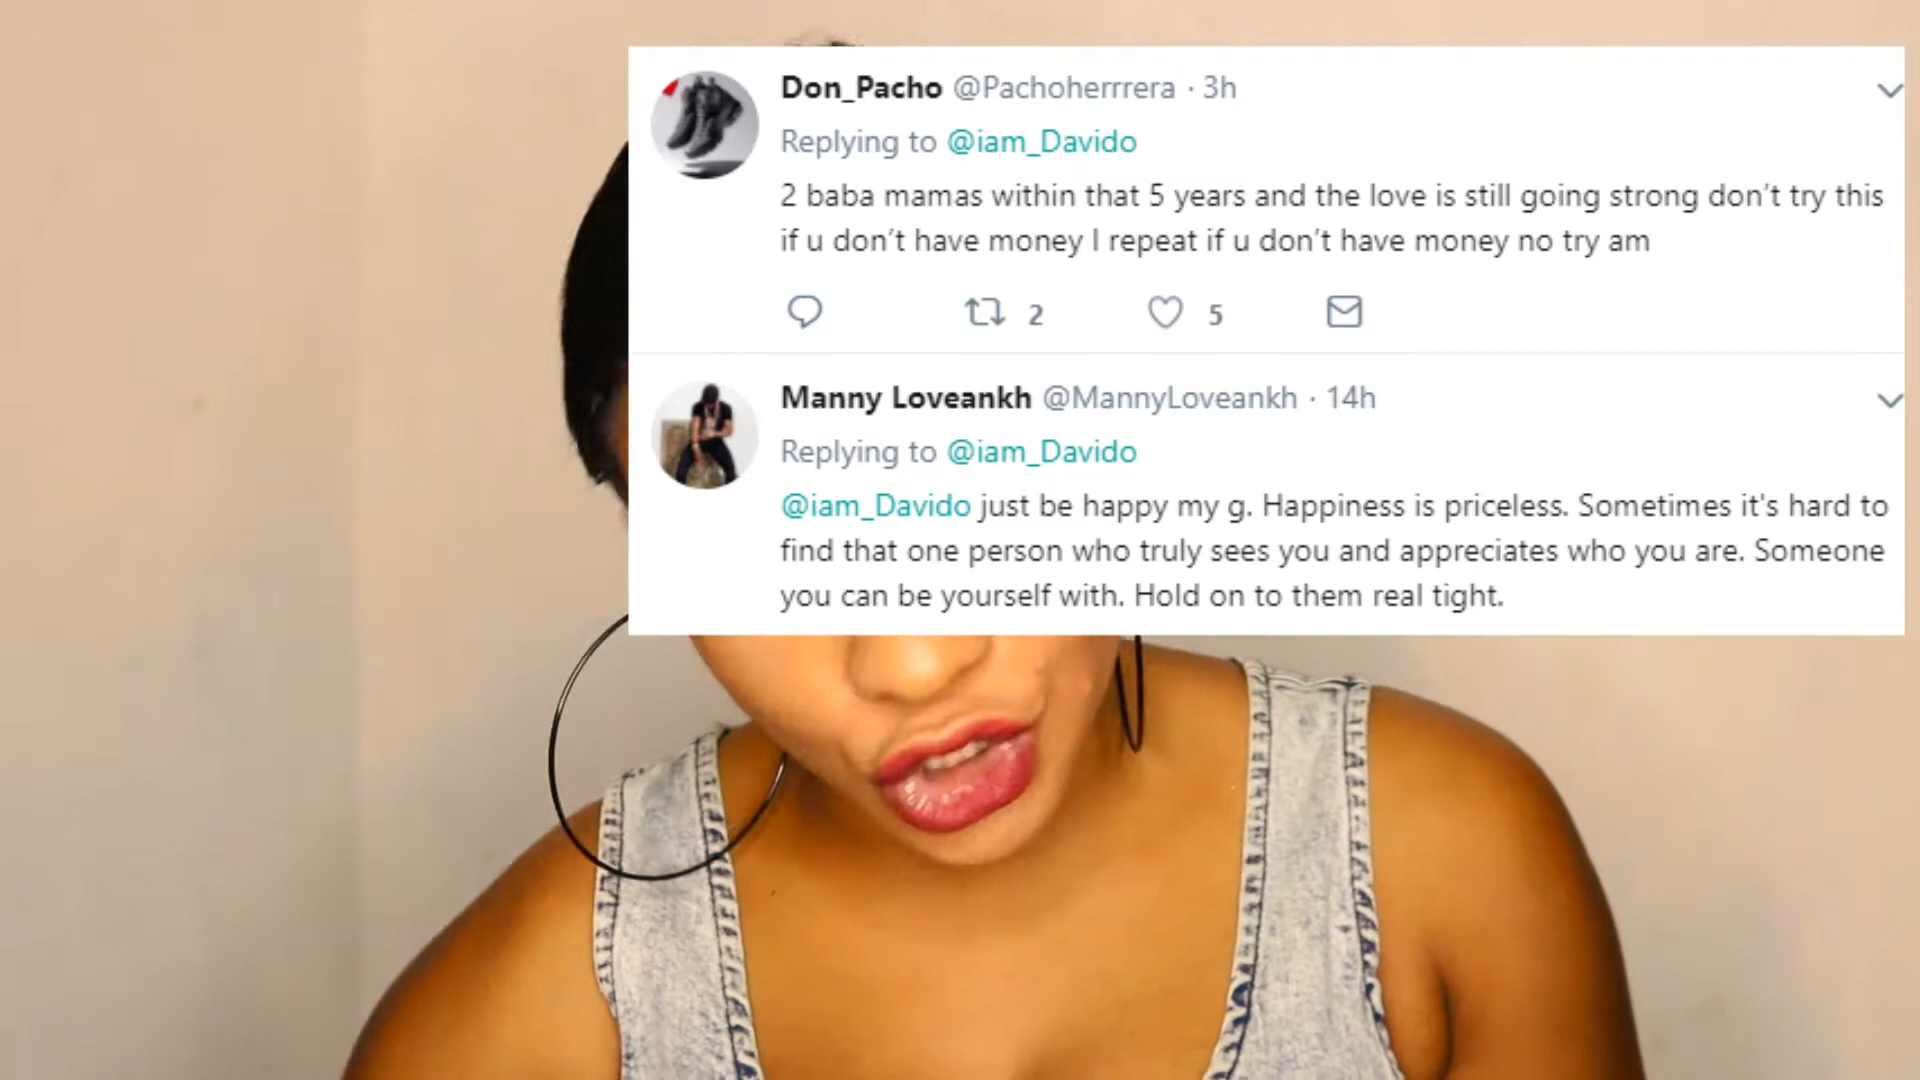 Don_Pacho @Pachoherrrera · 3h
Replying to @iam_Davido
2 baba mamas within that 5 years and the love is still going strong don’t try this
if u don’t have money I repeat if u don’t have money no try am
2 5
Manny Loveankh @MannyLoveankh · 14h
Replying to @iam_Davido
@iam_Davido just be happy my g. Happiness is priceless. Sometimes it's hard to
find that one person who truly sees you and appreciates who you are. Someone
you can be yourself with. Hold on to them real tight.